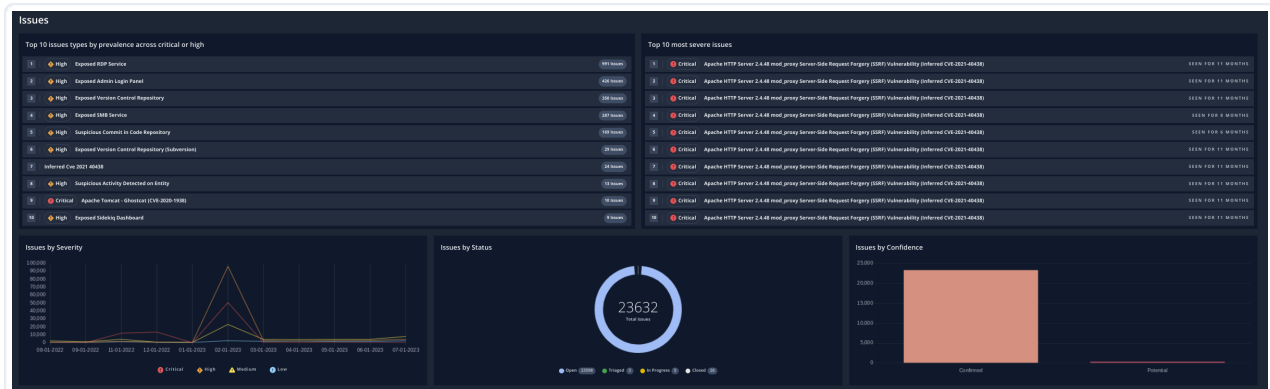 Issues
Top 10 issues types by prevalence across critical or high
1 High Exposed RDP Service 991 Issues
2 High Exposed Admin Login Panel 436 Issues
3 High Exposed Version Control Repository 350 Issues
4 High Exposed SMB Service 287 Issues
5 High Suspicious Commit in Code Repository 169 Issues
6 High Exposed Version Control Repository (Subversion) 29 Issues
7 Inferred Cve 2021 40438 24 Issues
8 High Suspicious Activity Detected on Entity 13 Issues
9 Critical Apache Tomcat - Ghostcat (CVE-2020-1938) 10 Issues
10 High Exposed Sidekiq Dashboard 9 Issues
Top 10 most severe issues
1 Critical Apache HTTP Server 2.4.48 mod_proxy Server-Side Request Forgery (SSRF) Vulnerability (Inferred CVE-2021-40438) SEEN FOR 11 MONTHS
2 Critical Apache HTTP Server 2.4.48 mod_proxy Server-Side Request Forgery (SSRF) Vulnerability (Inferred CVE-2021-40438) SEEN FOR 11 MONTHS
3 Critical Apache HTTP Server 2.4.48 mod_proxy Server-Side Request Forgery (SSRF) Vulnerability (Inferred CVE-2021-40438) SEEN FOR 11 MONTHS
4 Critical Apache HTTP Server 2.4.48 mod_proxy Server-Side Request Forgery (SSRF) Vulnerability (Inferred CVE-2021-40438) SEEN FOR 6 MONTHS
5 Critical Apache HTTP Server 2.4.48 mod_proxy Server-Side Request Forgery (SSRF) Vulnerability (Inferred CVE-2021-40438) SEEN FOR 6 MONTHS
6 Critical Apache HTTP Server 2.4.48 mod_proxy Server-Side Request Forgery (SSRF) Vulnerability (Inferred CVE-2021-40438) SEEN FOR 11 MONTHS
7 Critical Apache HTTP Server 2.4.48 mod_proxy Server-Side Request Forgery (SSRF) Vulnerability (Inferred CVE-2021-40438) SEEN FOR 11 MONTHS
8 Critical Apache HTTP Server 2.4.48 mod_proxy Server-Side Request Forgery (SSRF) Vulnerability (Inferred CVE-2021-40438) SEEN FOR 11 MONTHS
9 Critical Apache HTTP Server 2.4.48 mod_proxy Server-Side Request Forgery (SSRF) Vulnerability (Inferred CVE-2021-40438) SEEN FOR 11 MONTHS
10 Critical Apache HTTP Server 2.4.48 mod_proxy Server-Side Request Forgery (SSRF) Vulnerability (Inferred CVE-2021-40438) SEEN FOR 11 MONTHS
Issues by Severity
100,000
90,000
80,000
70,000
60,000
50,000
40,000
30,000
20,000
10,000
0
08-01-2022 09-01-2022 11-01-2022 12-01-2022 01-01-2023 02-01-2023 03-01-2023 04-01-2023 05-01-2023 06-01-2023 07-01-2023
Critical High Medium Low
Issues by Status
23632
Total Issues
Open Triaged In Progress Closed
Issues by Confidence
25,000
20,000
15,000
10,000
5,000
0
Confirmed Potential